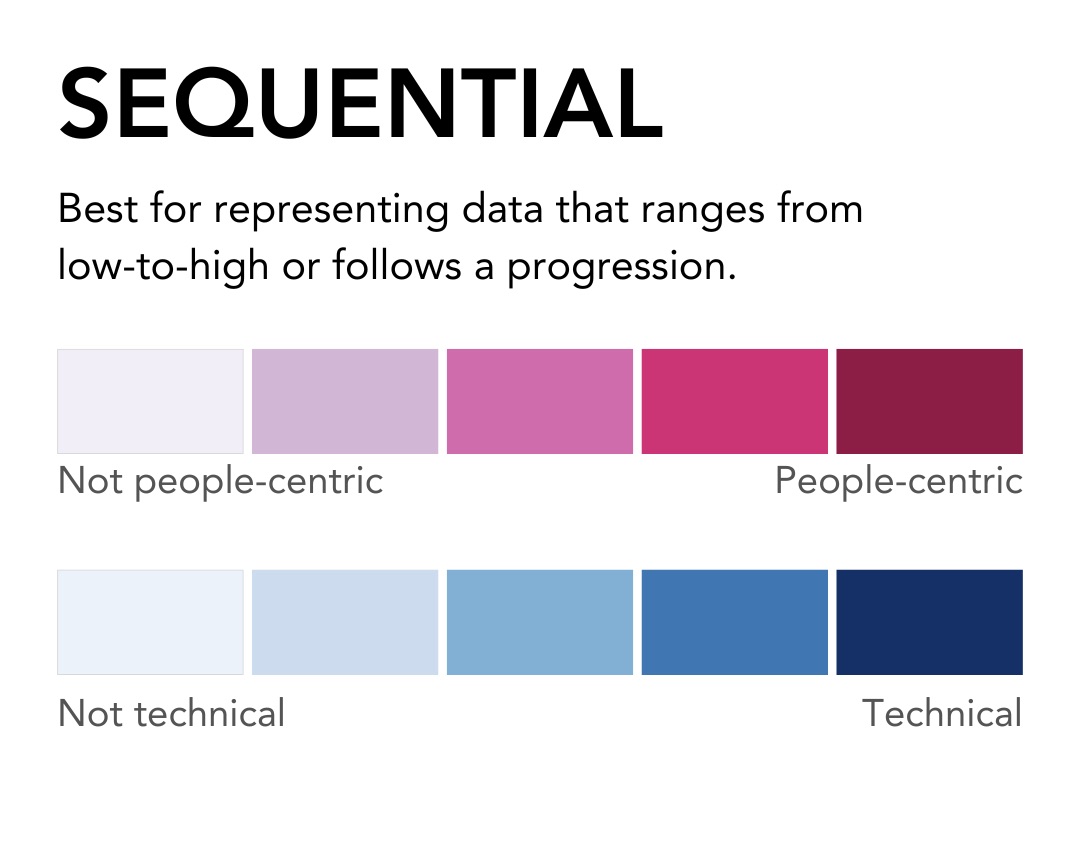 SEQUENTIAL
Best for representing data that ranges from
low-to-high or follows a progression.
Not people-centric
People-centric
Not technical
Technical